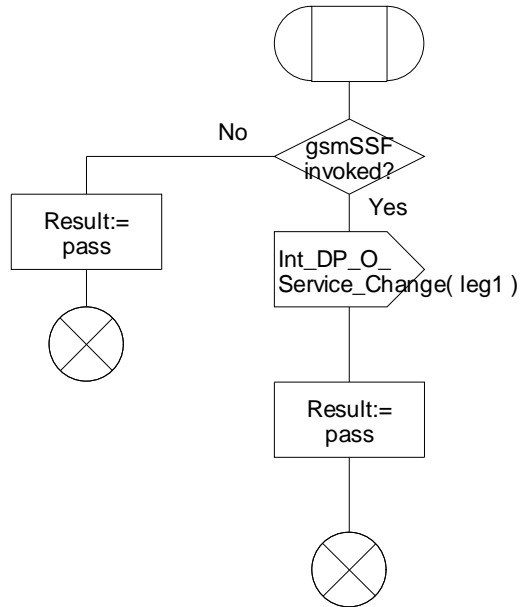 No
gsmSSF
invoked?
Yes
Result:=
pass
Int_DP_O_
Service_Change( leg1 )
Result:=
pass